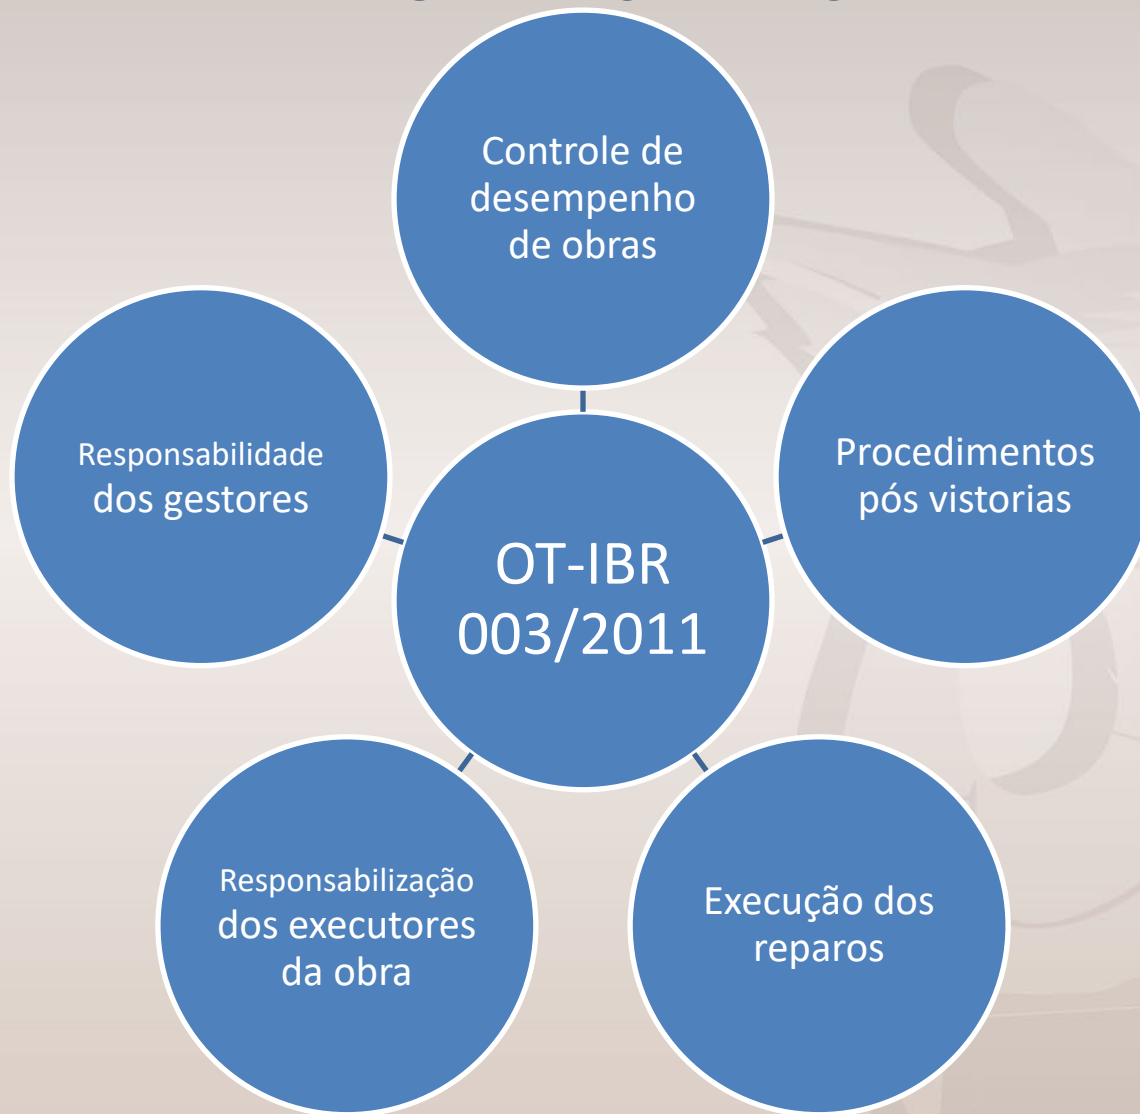 Controle de
desempenho
de obras
Procedimentos
pós vistorias
Execução dos
reparos
Responsabilização
dos executores
da obra
Responsabilidade
dos gestores
OT-IBR
003/2011